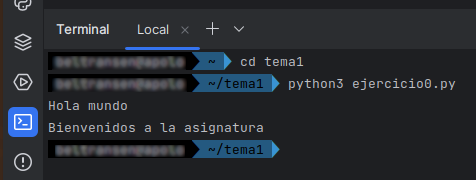 Terminal Local
~ cd tema1
~/tema1 python3 ejercicio0.py
Hola mundo
Bienvenidos a la asignatura
~/tema1